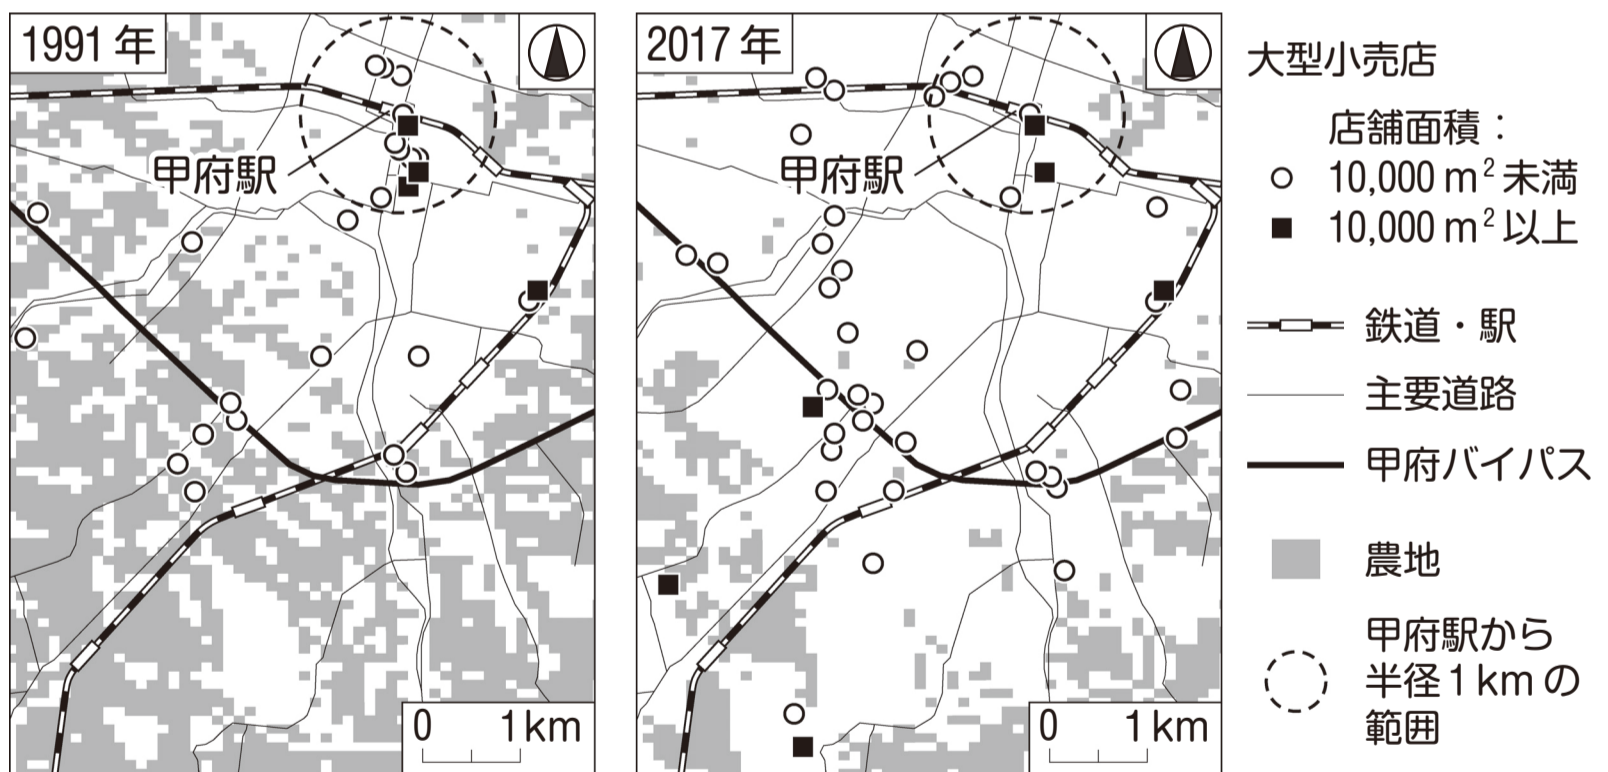 1991年
甲府駅
0 1km
2017年
甲府駅
0 1km
大型小売店
店舗面積：
10,000 m² 未満
10,000 m² 以上
鉄道・駅
主要道路
甲府バイパス
農地
甲府駅から
半径1kmの
範囲